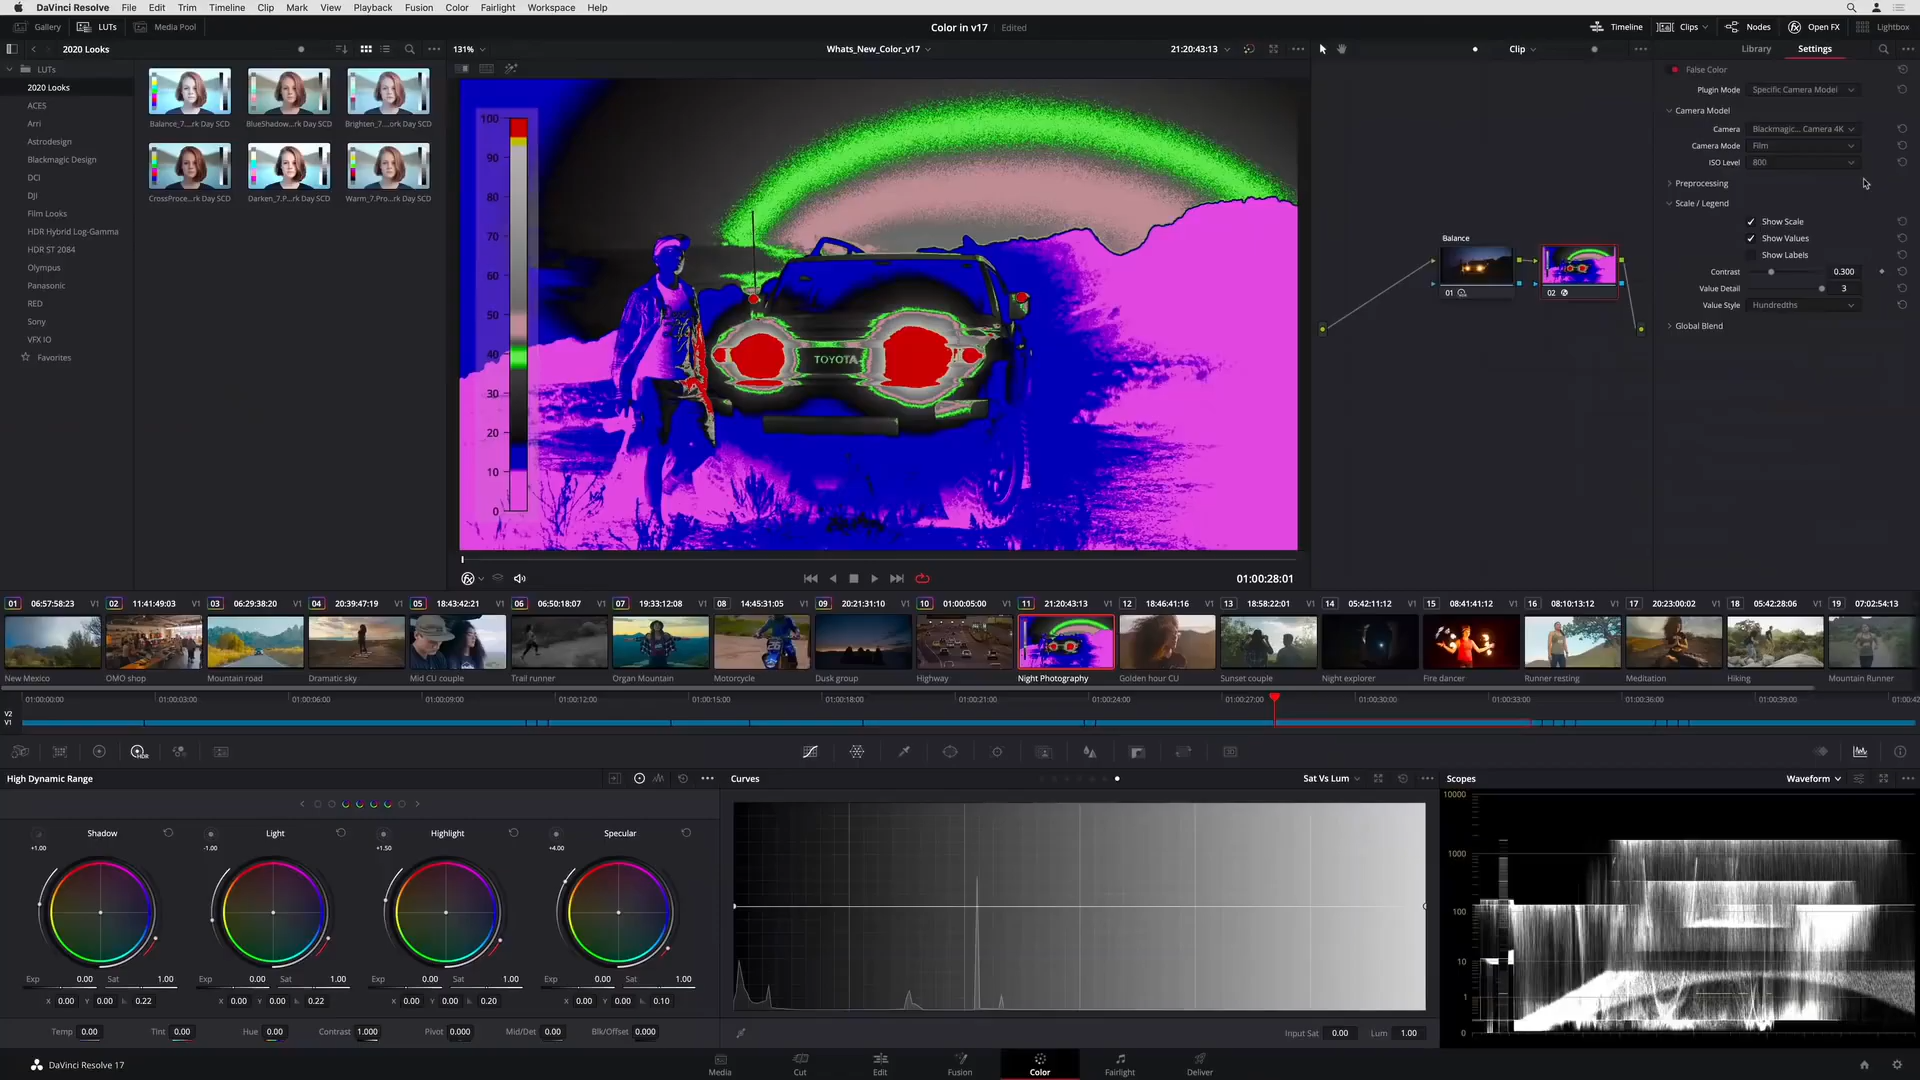 DaVinci Resolve File Edit Trim Timeline Clip Mark View Playback Fusion Color Fairlight Workspace Help
Gallery LUTs Media Pool Color in v17 Edited Timeline Clips Nodes Open FX Lightbox
2020 Looks 131% Whats_New_Color_v17 21:20:43:13 Clip Library Settings
LUTs
2020 Looks
ACES
Arri
Astrodesign
Blackmagic Design
DCI
DJI
Film Looks
HDR Hybrid Log-Gamma
HDR ST 2084
Olympus
Panasonic
RED
Sony
VFX IO
Favorites
Balance_7....rk Day SCD BlueShadow...rk Day SCD Brighten_7....ork Day SCD
CrossProce...rk Day SCD Darken_7.P...rk Day SCD Warm_7.Pro...rk Day SCD
100
90
80
70
60
50
40
30
20
10
0
TOYOTA
01:00:28:01
Balance
01 02
False Color
Plugin Mode Specific Camera Model
Camera Model
Camera Blackmagic... Camera 4K
Camera Mode Film
ISO Level 800
Preprocessing
Scale / Legend
Show Scale
Show Values
Show Labels
Contrast 0.300
Value Detail 3
Value Style Hundredths
Global Blend
01 06:57:58:23 V1 02 11:41:49:03 V1 03 06:29:38:20 V1 04 20:39:47:19 V1 05 18:43:42:21 V1 06 06:50:18:07 V1 07 19:33:12:08 V1 08 14:45:31:05 V1 09 20:21:31:10 V1 10 01:00:05:00 V1 11 21:20:43:13 V1 12 18:46:41:16 V1 13 18:58:22:01 V1 14 05:42:11:12 V1 15 08:41:41:12 V1 16 08:10:13:12 V1 17 20:23:00:02 V1 18 05:42:28:06 V1 19 07:02:54:13 V1
New Mexico OMO shop Mountain road Dramatic sky Mid CU couple Trail runner Organ Mountain Motorcycle Dusk group Highway Night Photography Golden hour CU Sunset couple Night explorer Fire dancer Runner resting Meditation Hiking Mountain Runner
01:00:00:00 01:00:03:00 01:00:06:00 01:00:09:00 01:00:12:00 01:00:15:00 01:00:18:00 01:00:21:00 01:00:24:00 01:00:27:00 01:00:30:00 01:00:33:00 01:00:36:00 01:00:39:00 01:00:42
V2
V1
HDR
High Dynamic Range
Shadow Light Highlight Specular
+1.00 -1.00 +1.50 +4.00
Exp 0.00 Sat 1.00 Exp 0.00 Sat 1.00 Exp 0.00 Sat 1.00 Exp 0.00 Sat 1.00
X 0.00 Y 0.00 0.22 X 0.00 Y 0.00 0.22 X 0.00 Y 0.00 0.20 X 0.00 Y 0.00 0.10
Temp 0.00 Tint 0.00 Hue 0.00 Contrast 1.000 Pivot 0.000 Mid/Det 0.00 Blk/Offset 0.000
Curves Sat Vs Lum
Input Sat 0.00 Lum 1.00
Scopes Waveform
10000
1000
100
10
1
0
DaVinci Resolve 17 Media Cut Edit Fusion Color Fairlight Deliver